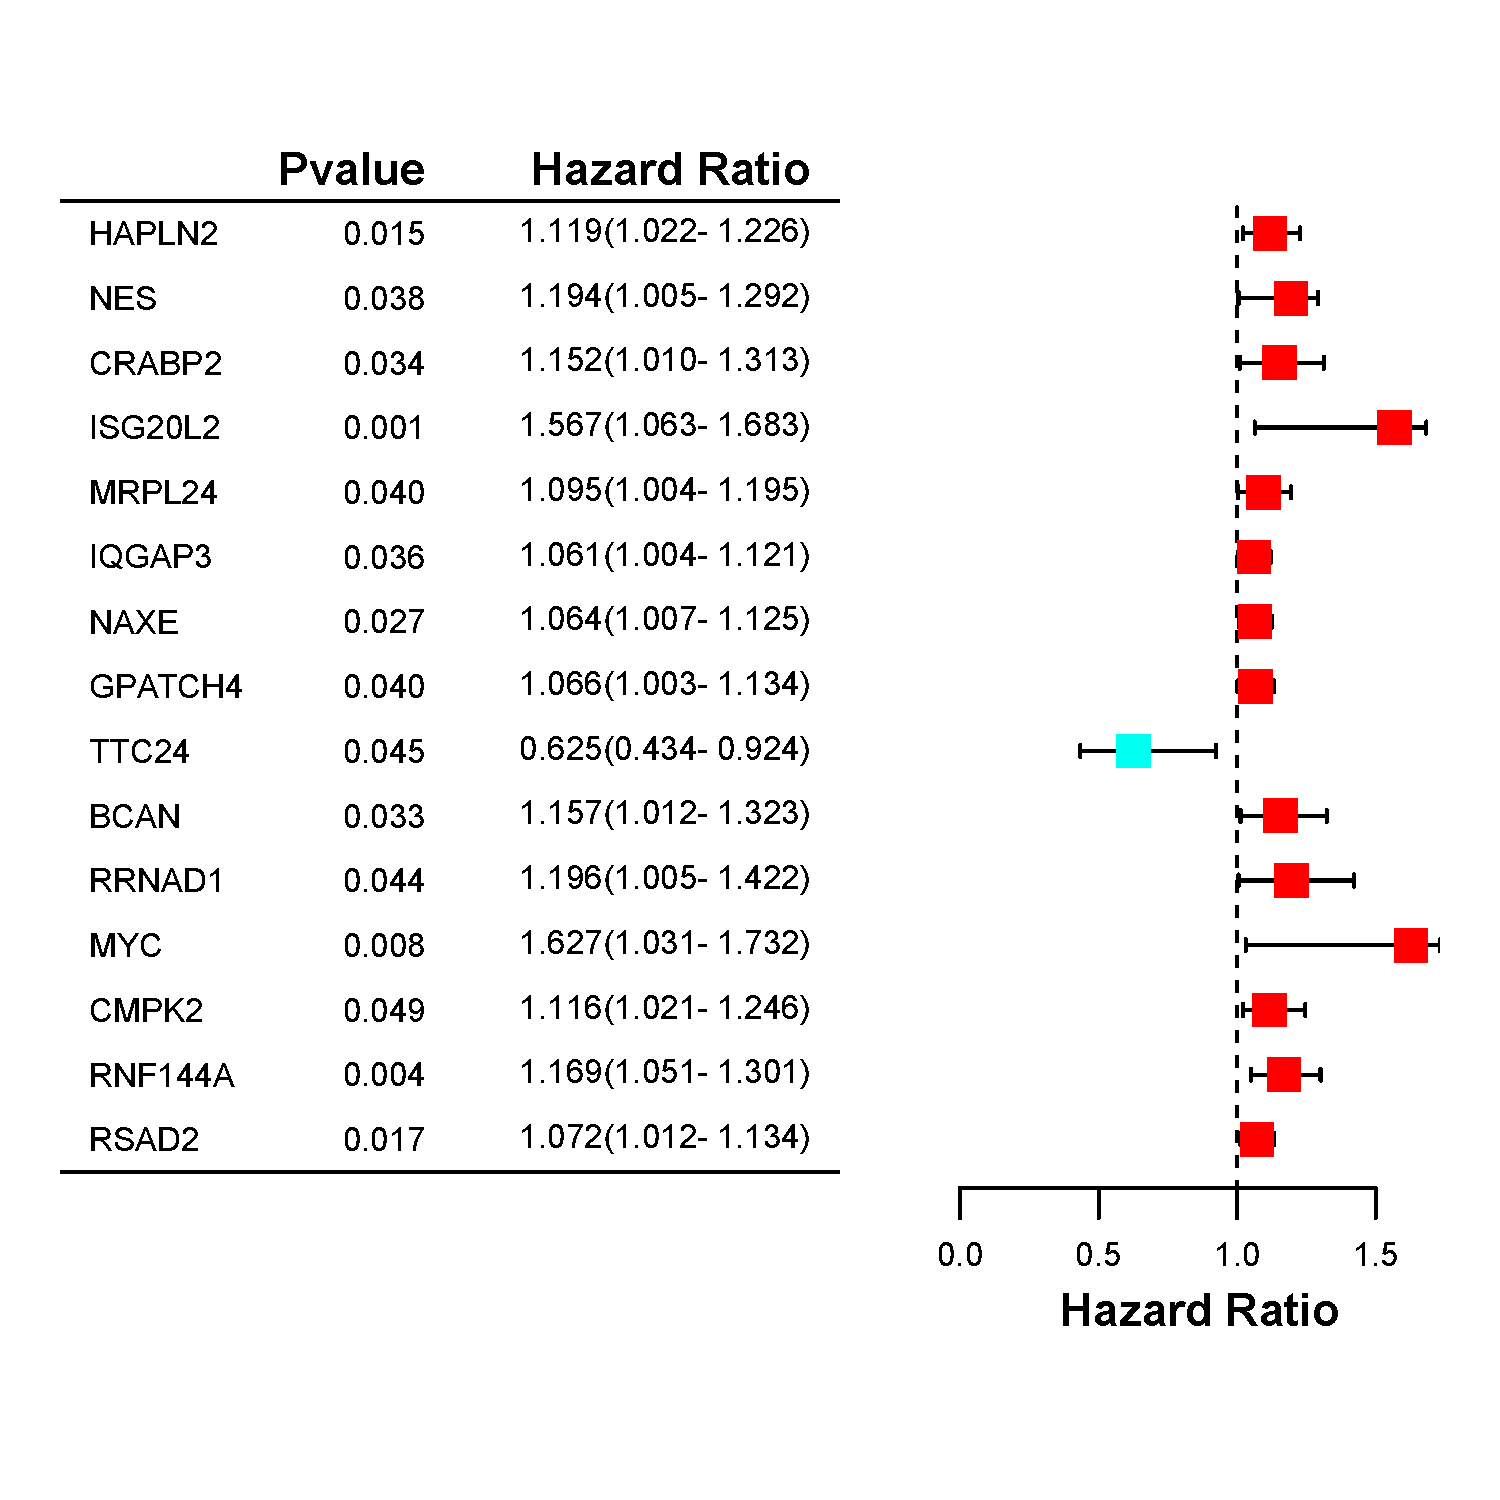 Pvalue Hazard Ratio
HAPLN2 0.015 1.119(1.022- 1.226)
NES 0.038 1.194(1.005- 1.292)
CRABP2 0.034 1.152(1.010- 1.313)
ISG20L2 0.001 1.567(1.063- 1.683)
MRPL24 0.040 1.095(1.004- 1.195)
IQGAP3 0.036 1.061(1.004- 1.121)
NAXE 0.027 1.064(1.007- 1.125)
GPATCH4 0.040 1.066(1.003- 1.134)
TTC24 0.045 0.625(0.434- 0.924)
BCAN 0.033 1.157(1.012- 1.323)
RRNAD1 0.044 1.196(1.005- 1.422)
MYC 0.008 1.627(1.031- 1.732)
CMPK2 0.049 1.116(1.021- 1.246)
RNF144A 0.004 1.169(1.051- 1.301)
RSAD2 0.017 1.072(1.012- 1.134)
0.0 0.5 1.0 1.5
Hazard Ratio